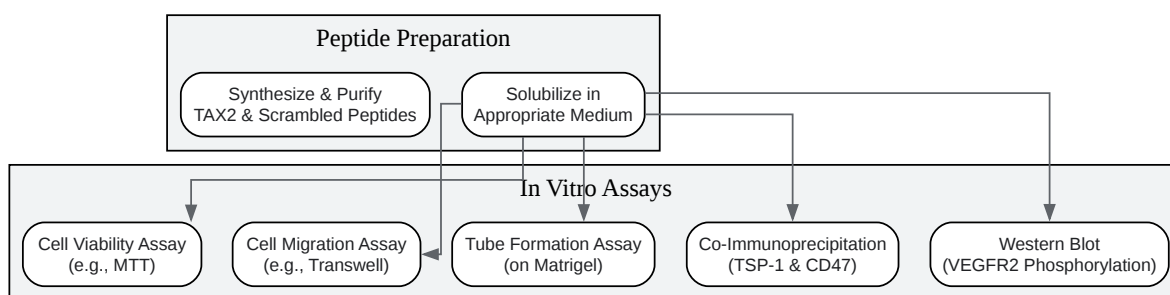 Peptide Preparation
Synthesize & Purify
TAX2 & Scrambled Peptides
Solubilize in
Appropriate Medium
In Vitro Assays
Cell Viability Assay
(e.g., MTT)
Cell Migration Assay
(e.g., Transwell)
Tube Formation Assay
(on Matrigel)
Co-Immunoprecipitation
(TSP-1 & CD47)
Western Blot
(VEGFR2 Phosphorylation)